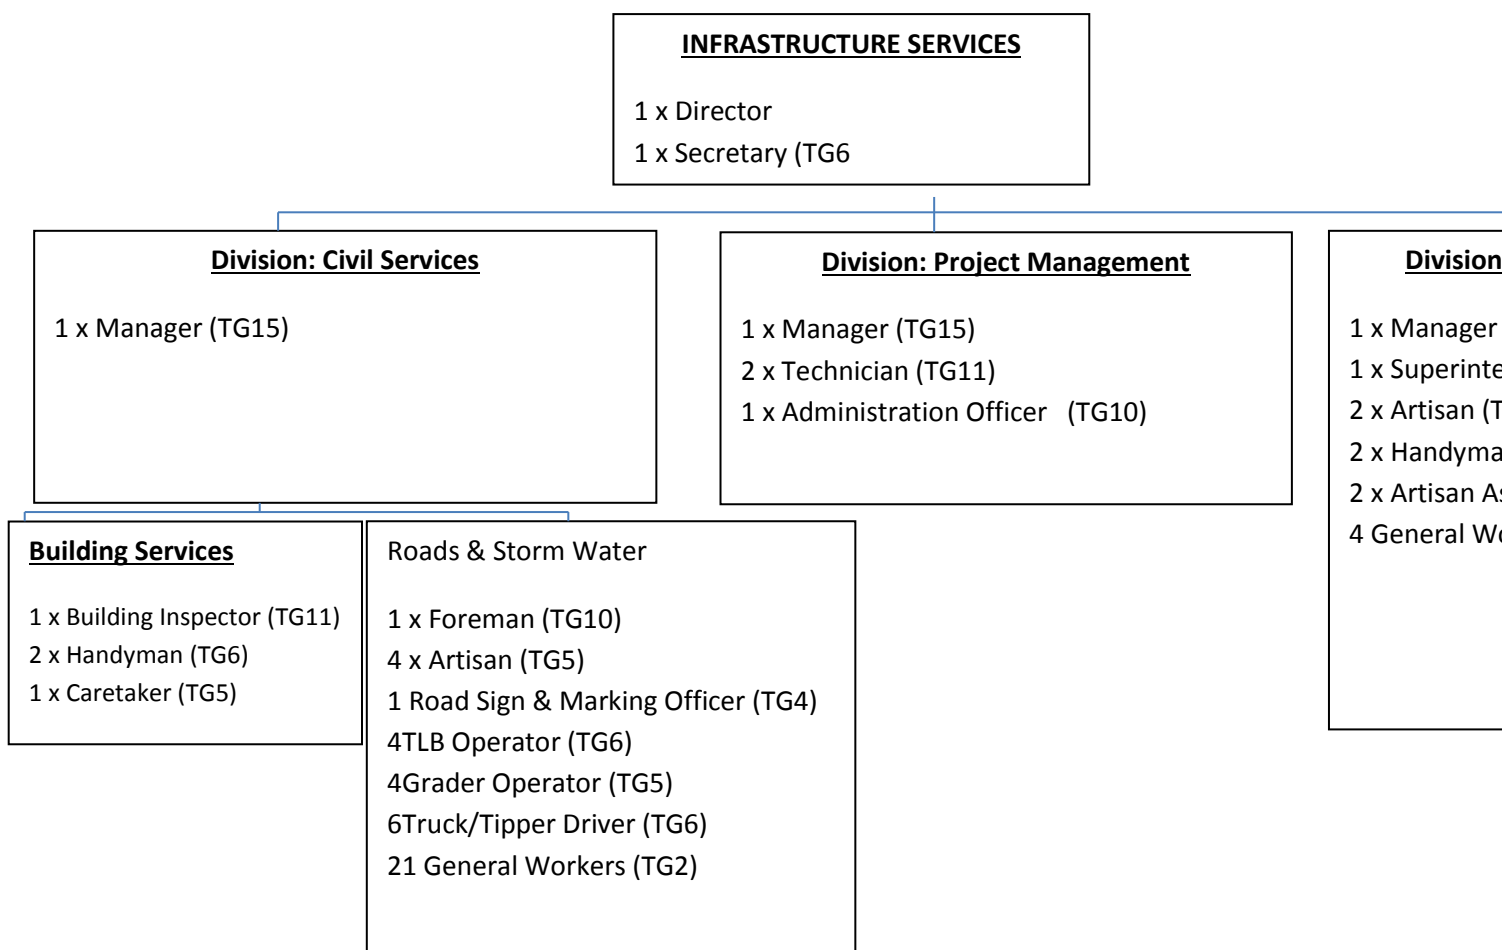 INFRASTRUCTURE SERVICES
1 x Director
1 x Secretary (TG6
Division: Civil Services
1 x Manager (TG15)
Division: Project Management
1 x Manager (TG15)
2 x Technician (TG11)
1 x Administration Officer (TG10)
Division
1 x Manager
1 x
2 x Artisan
2 x
2 x Artisan
4 General
Building Services
1 x Building Inspector (TG11)
2 x Handyman (TG6)
1 x Caretaker (TG5)
Roads & Storm Water
1 x Foreman (TG10)
4 x Artisan (TG5)
1 Road Sign & Marking Officer (TG4)
4TLB Operator (TG6)
4Grader Operator (TG5)
6Truck/Tipper Driver (TG6)
21 General Workers (TG2)